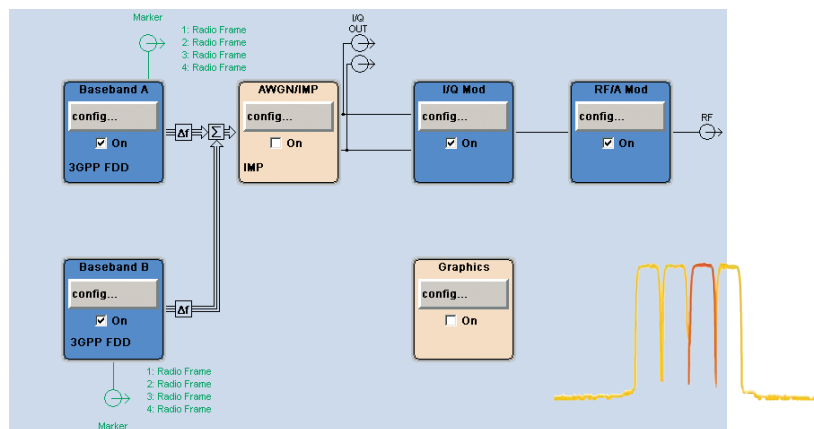 Marker
1: Radio Frame
2: Radio Frame
3: Radio Frame
4: Radio Frame
I/Q
OUT
Baseband A
config...
On
3GPP FDD
Δf
Σ
AWGN/IMP
config...
On
IMP
I/Q Mod
config...
On
RF/A Mod
config...
On
RF
Baseband B
config...
On
3GPP FDD
Δf
Graphics
config...
On
1: Radio Frame
2: Radio Frame
3: Radio Frame
4: Radio Frame
Marker